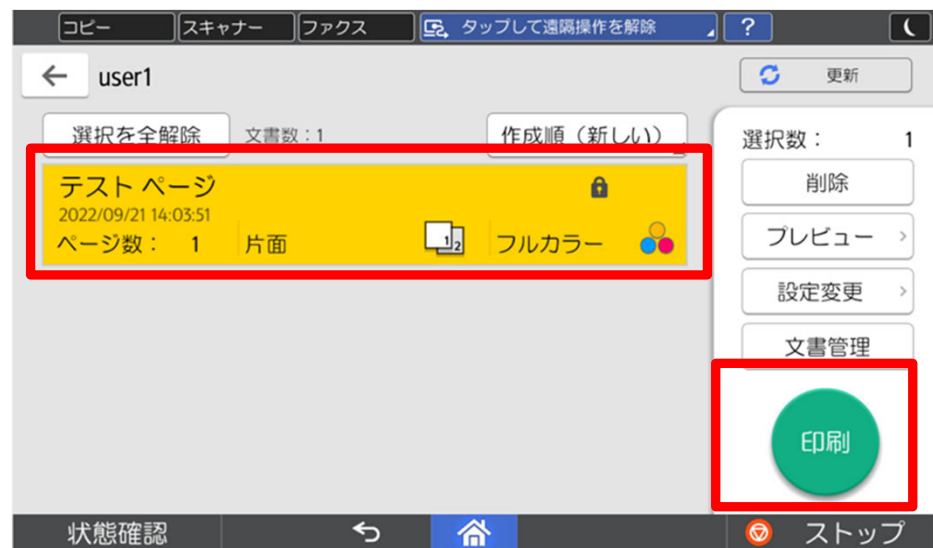 コピー スキャナー ファクス タップして遠隔操作を解除 ?
user1 更新
選択を全解除 文書数：1 作成順（新しい）
テスト ページ
2022/09/21 14:03:51
ページ数： 1 片面 1 2 フルカラー
選択数： 1
削除
プレビュー
設定変更
文書管理
印刷
状態確認 ストップ